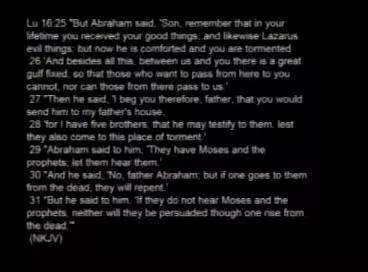 Lu 16:25 "But Abraham said, 'Son, remember that in your
lifetime you received your good things, and likewise Lazarus
evil things; but now he is comforted and you are tormented.
26 'And besides all this, between us and you there is a great
gulf fixed, so that those who want to pass from here to you
cannot, nor can those from there pass to us.'
27 "Then he said, 'I beg you therefore, father, that you would
send him to my father's house,
28 'for I have five brothers, that he may testify to them, lest
they also come to this place of torment.'
29 "Abraham said to him, 'They have Moses and the
prophets; let them hear them.'
30 "And he said, 'No, father Abraham; but if one goes to them
from the dead, they will repent.'
31 "But he said to him, 'If they do not hear Moses and the
prophets, neither will they be persuaded though one rise from
the dead.'"
(NKJV)